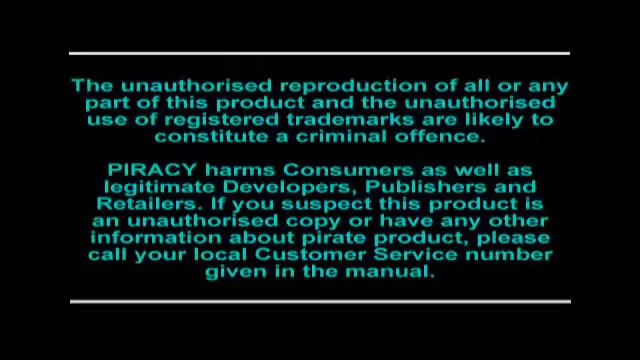 The unauthorised reproduction of all or any
part of this product and the unauthorised
use of registered trademarks are likely to
constitute a criminal offence.
PIRACY harms Consumers as well as
legitimate Developers, Publishers and
Retailers. If you suspect this product is
an unauthorised copy or have any other
information about pirate product, please
call your local Customer Service number
given in the manual.